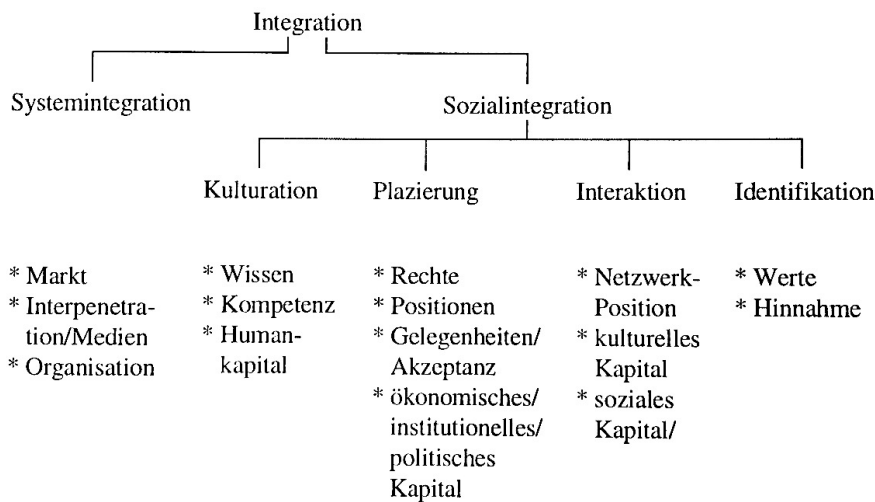 Integration
Systemintegration
Sozialintegration
Kulturation
Plazierung
Interaktion
Identifikation
* Markt
* Interpenetra-
tion/Medien
* Organisation
* Wissen
* Kompetenz
* Human-
kapital
* Rechte
* Positionen
* Gelegenheiten/
Akzeptanz
* ökonomisches/
institutionelles/
politisches
Kapital
* Netzwerk-
Position
* kulturelles
Kapital
* soziales
Kapital/
* Werte
* Hinnahme